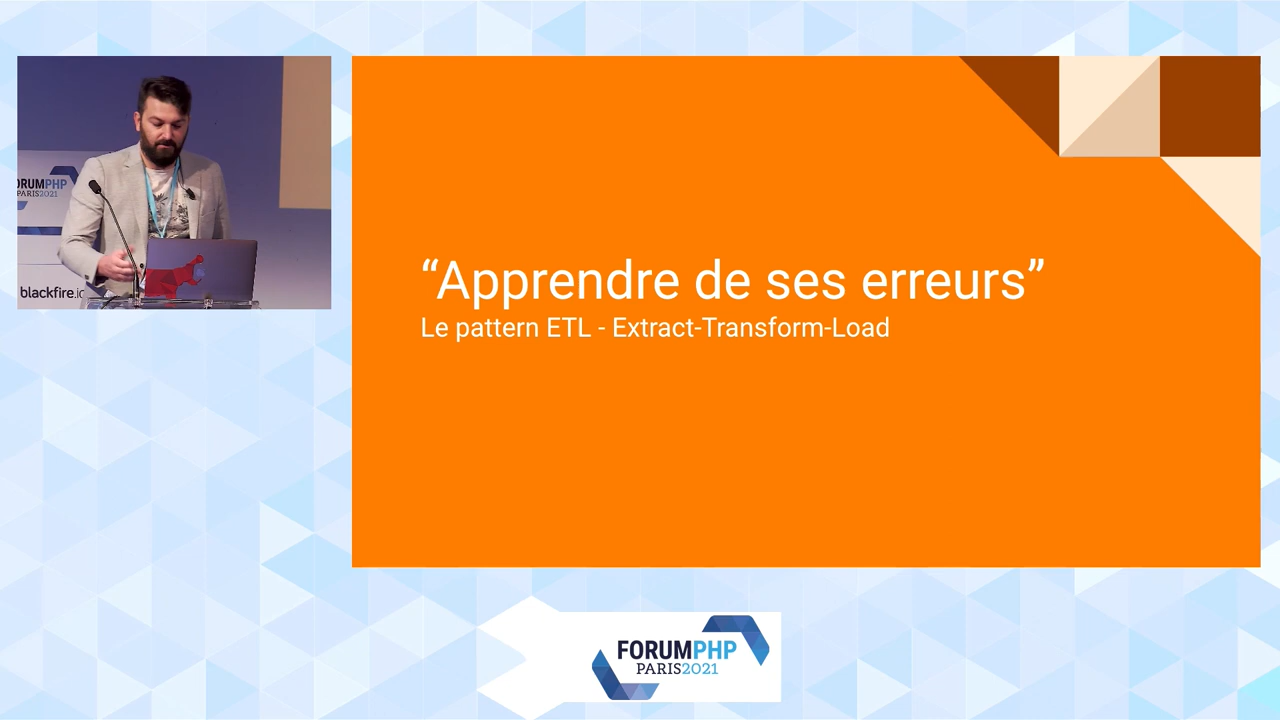 FORUMPHP
PARIS2021
blackfire.io
“Apprendre de ses erreurs”
Le pattern ETL - Extract-Transform-Load
FORUMPHP
PARIS2021